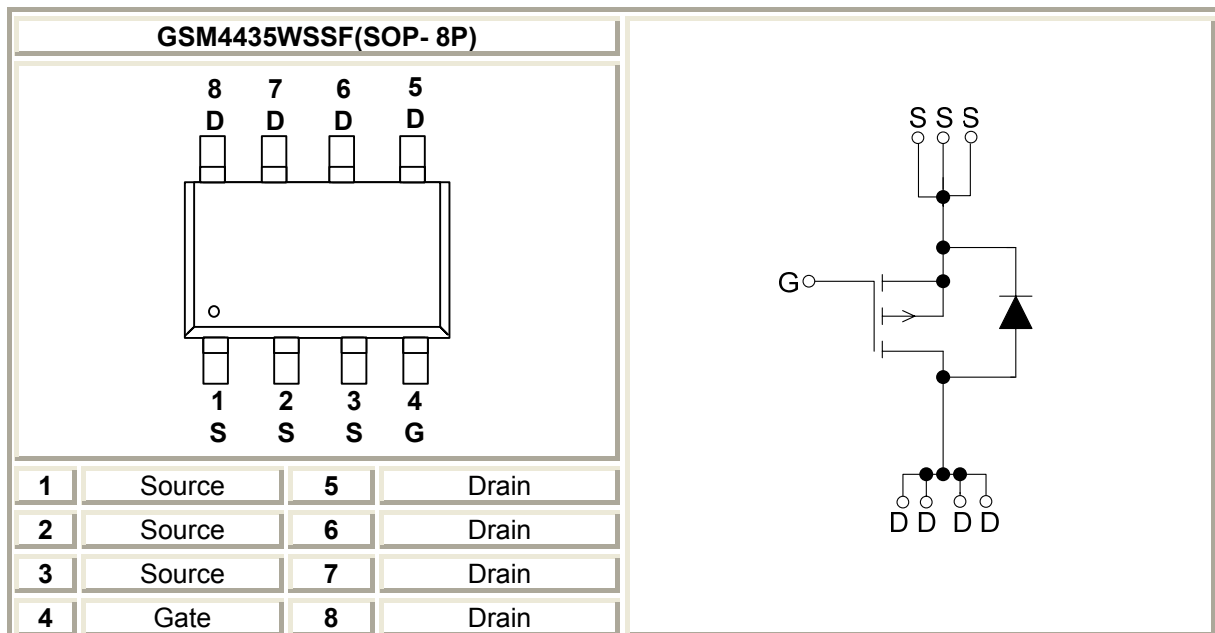 GSM4435WSSF(SOP- 8P)
8 7 6 5
D D D D
1 2 3 4
S S S G
1 Source 5 Drain
2 Source 6 Drain
3 Source 7 Drain
4 Gate 8 Drain
S S S
G
D D D D